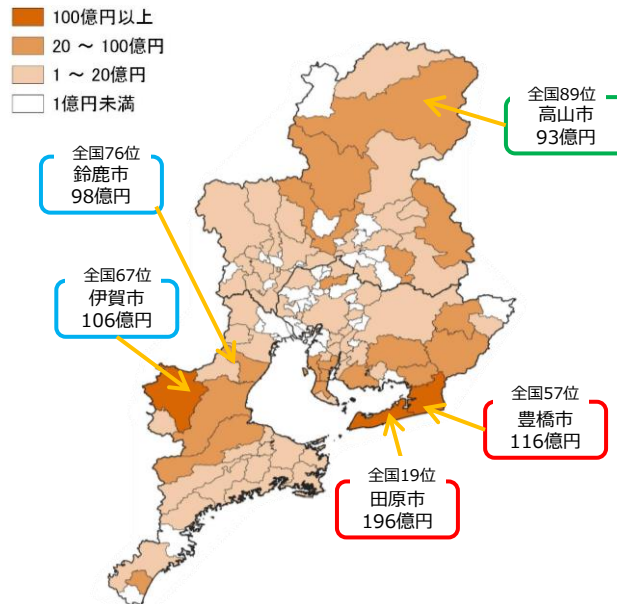 100億円以上
20 ～ 100億円
1 ～ 20億円
1億円未満
全国89位
高山市
93億円
全国76位
鈴鹿市
98億円
全国67位
伊賀市
106億円
全国57位
豊橋市
116億円
全国19位
田原市
196億円